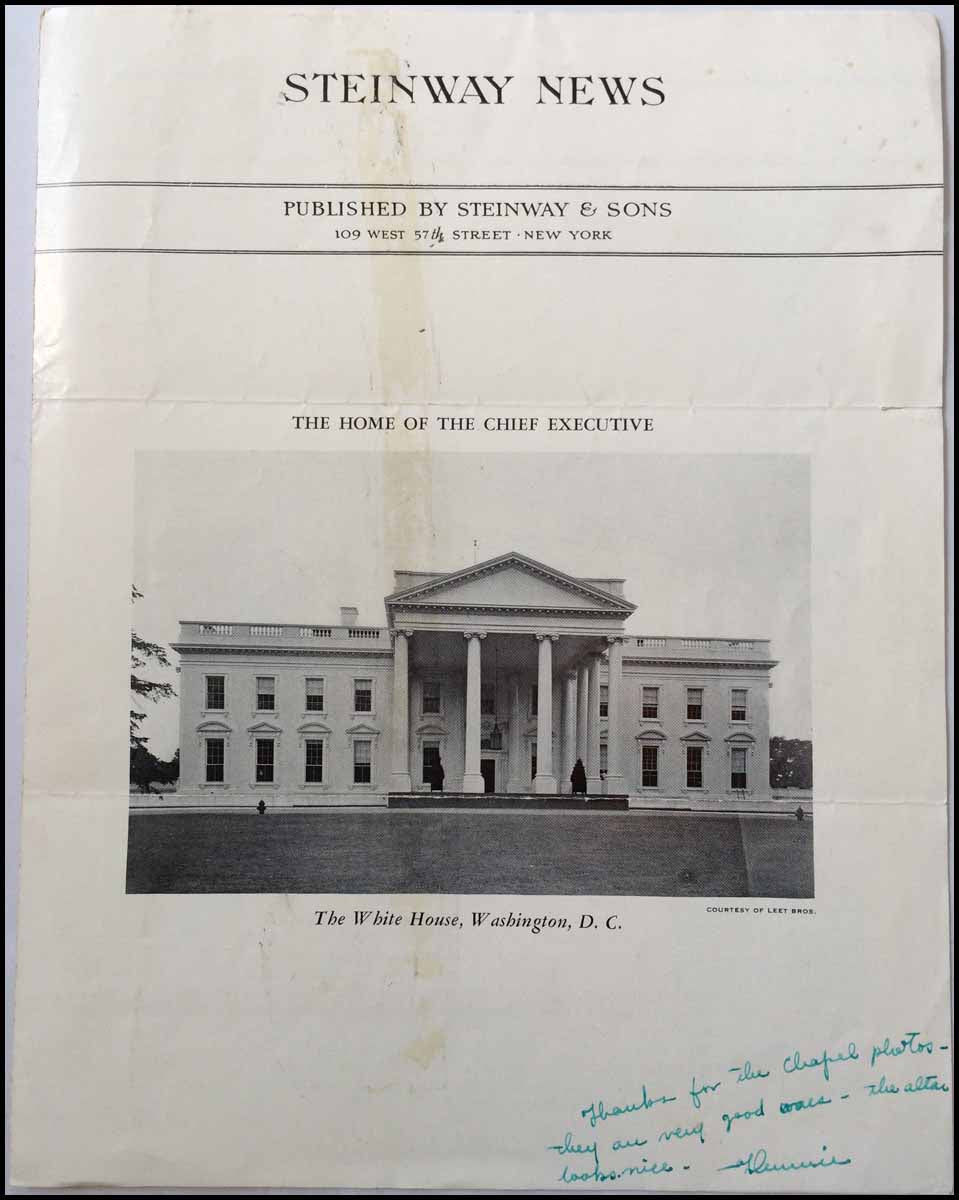 STEINWAY NEWS
PUBLISHED BY STEINWAY & SONS
109 WEST 57th STREET · NEW YORK
THE HOME OF THE CHIEF EXECUTIVE
COURTESY OF LEET BROS.
The White House, Washington, D. C.
Thanks for the chapel photos -
they are very good ones - the altar
looks nice -